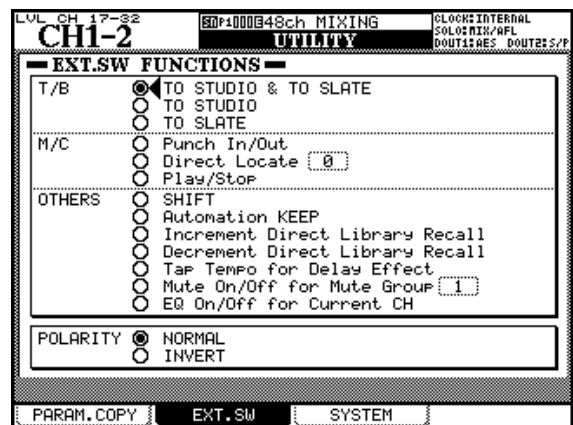 LVL CH 17-32
CH1-2
48ch MIXING
UTILITY
CLOCK:INTERNAL
SOLO:MIX/AFL
DOUT1:AES DOUT2:S/P
EXT.SW FUNCTIONS
T/B TO STUDIO & TO SLATE
TO STUDIO
TO SLATE
M/C Punch In/Out
Direct Locate 0
Play/Stop
OTHERS SHIFT
Automation KEEP
Increment Direct Library Recall
Decrement Direct Library Recall
Tap Tempo for Delay Effect
Mute On/Off for Mute Group 1
EQ On/Off for Current CH
POLARITY NORMAL
INVERT
PARAM.COPY EXT.SW SYSTEM